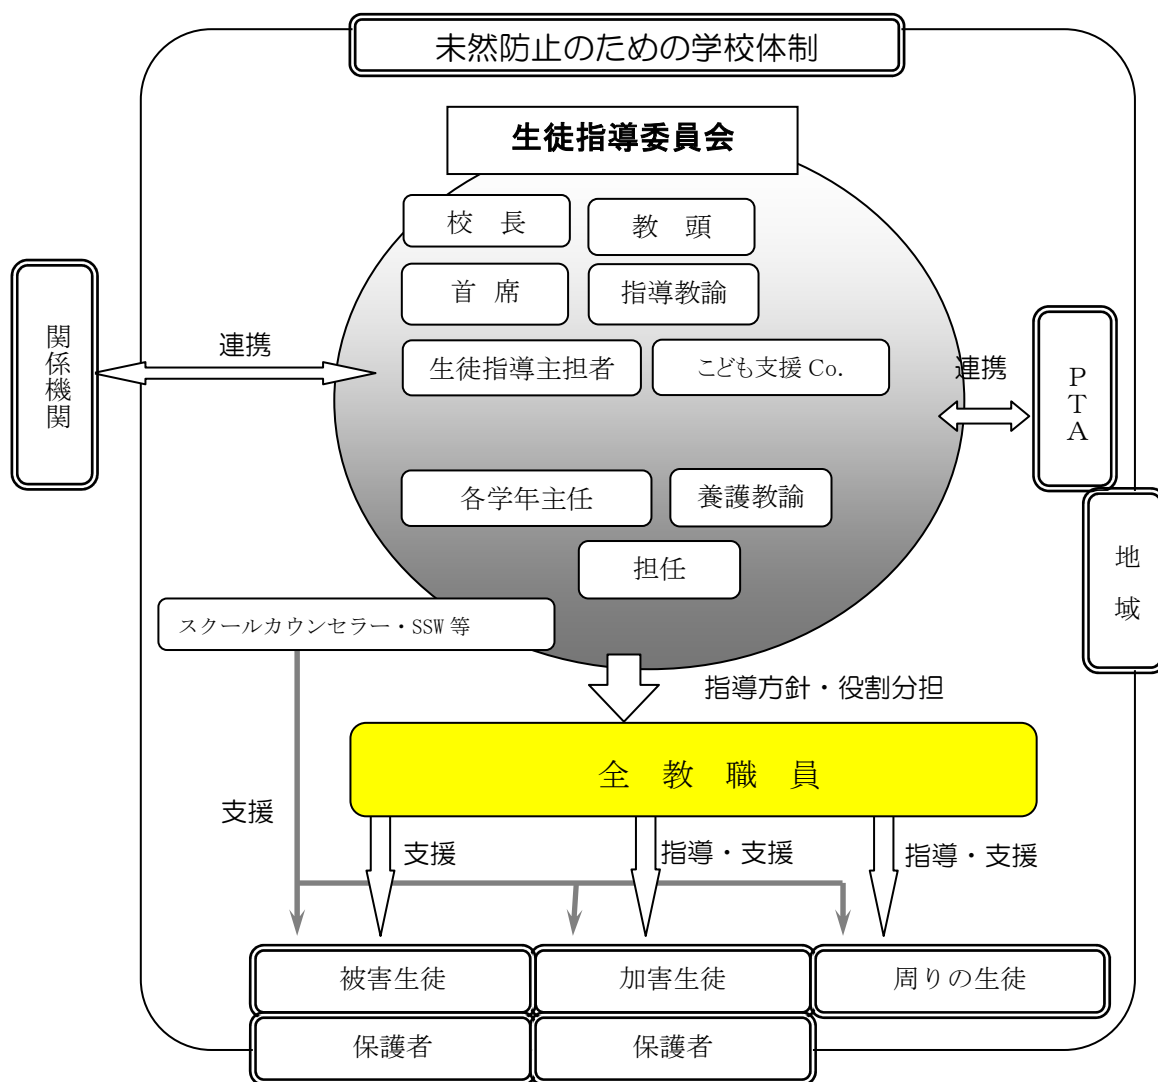 未然防止のための学校体制
生徒指導委員会
校　長
教　頭
首 席
指導教諭
関係機関
連携
生徒指導主担者
こども支援 Co.
連携
PTA
各学年主任
養護教諭
担任
地域
スクールカウンセラー・SSW 等
指導方針・役割分担
全　教　職　員
支援
支援
指導・支援
指導・支援
被害生徒
加害生徒
周りの生徒
保護者
保護者